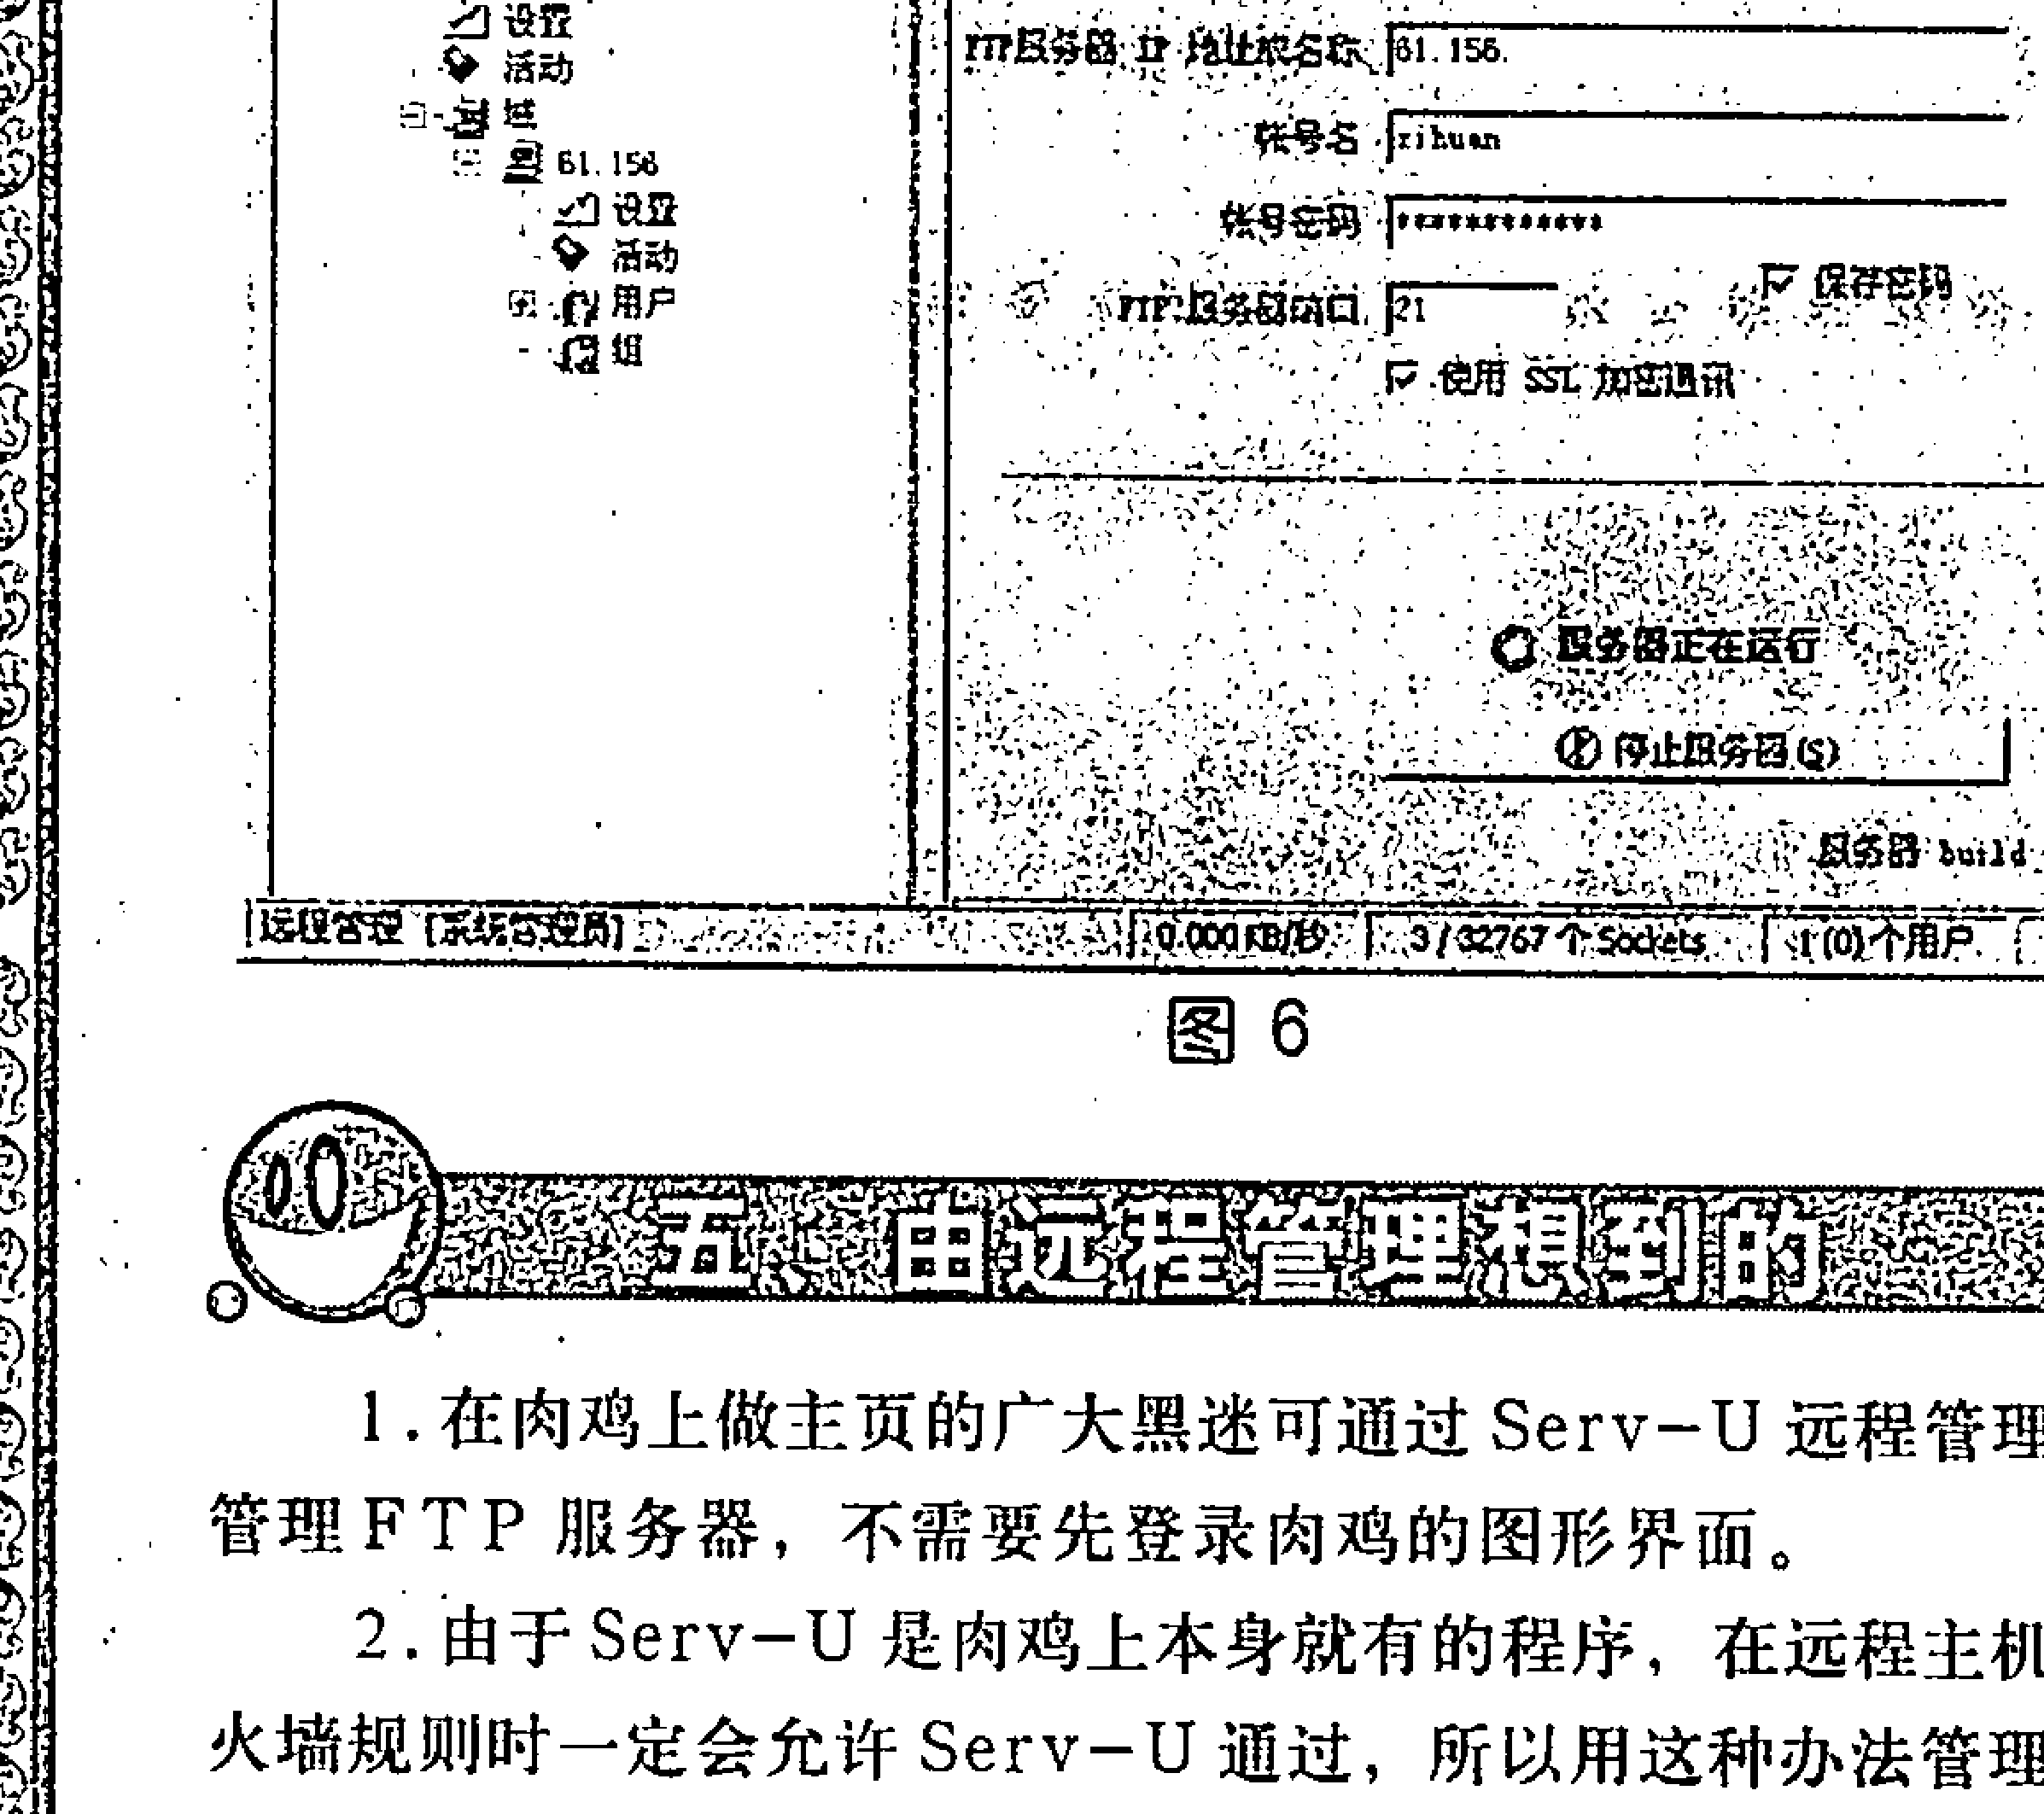 设置
活动
域
61.156
设置
活动
用户
组
FTP服务器 IP 地址或名称 61.156.
帐号名 rihuan
帐号密码 ************
FTP服务器端口 21
保存密码
使用 SSL 加密通讯
服务器正在运行
停止服务器(S)
服务器 build
远程管理 [系统管理员] 0.000 KB/秒 3 / 32767 个 Sockets 1 (0) 个用户
图 6
五、由远程管理想到的
1.在肉鸡上做主页的广大黑迷可通过 Serv-U 远程管理
管理 FTP 服务器，不需要先登录肉鸡的图形界面。
2.由于 Serv-U 是肉鸡上本身就有的程序，在远程主机
火墙规则时一定会允许 Serv-U 通过，所以用这种办法管理